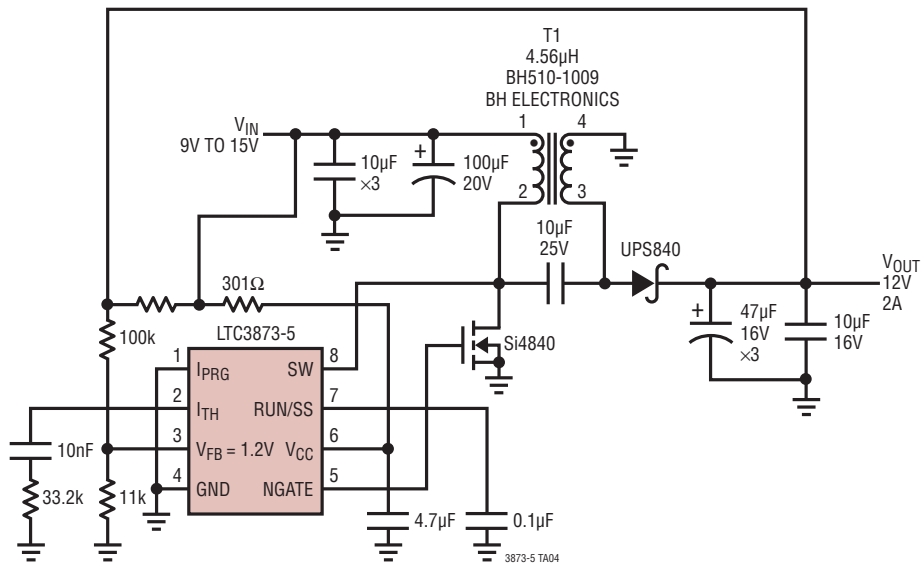 T1
4.56µH
BH510-1009
BH ELECTRONICS
1
4
VIN
9V TO 15V
10µF
×3
+
100µF
20V
2
3
10µF
25V
UPS840
VOUT
12V
2A
301Ω
+
47µF
16V
×3
10µF
16V
100k
LTC3873-5
Si4840
1
IPRG
SW
8
2
ITH
RUN/SS
7
3
VFB = 1.2V
VCC
6
4
GND
NGATE
5
10nF
33.2k
11k
4.7µF
0.1µF
3873-5 TA04